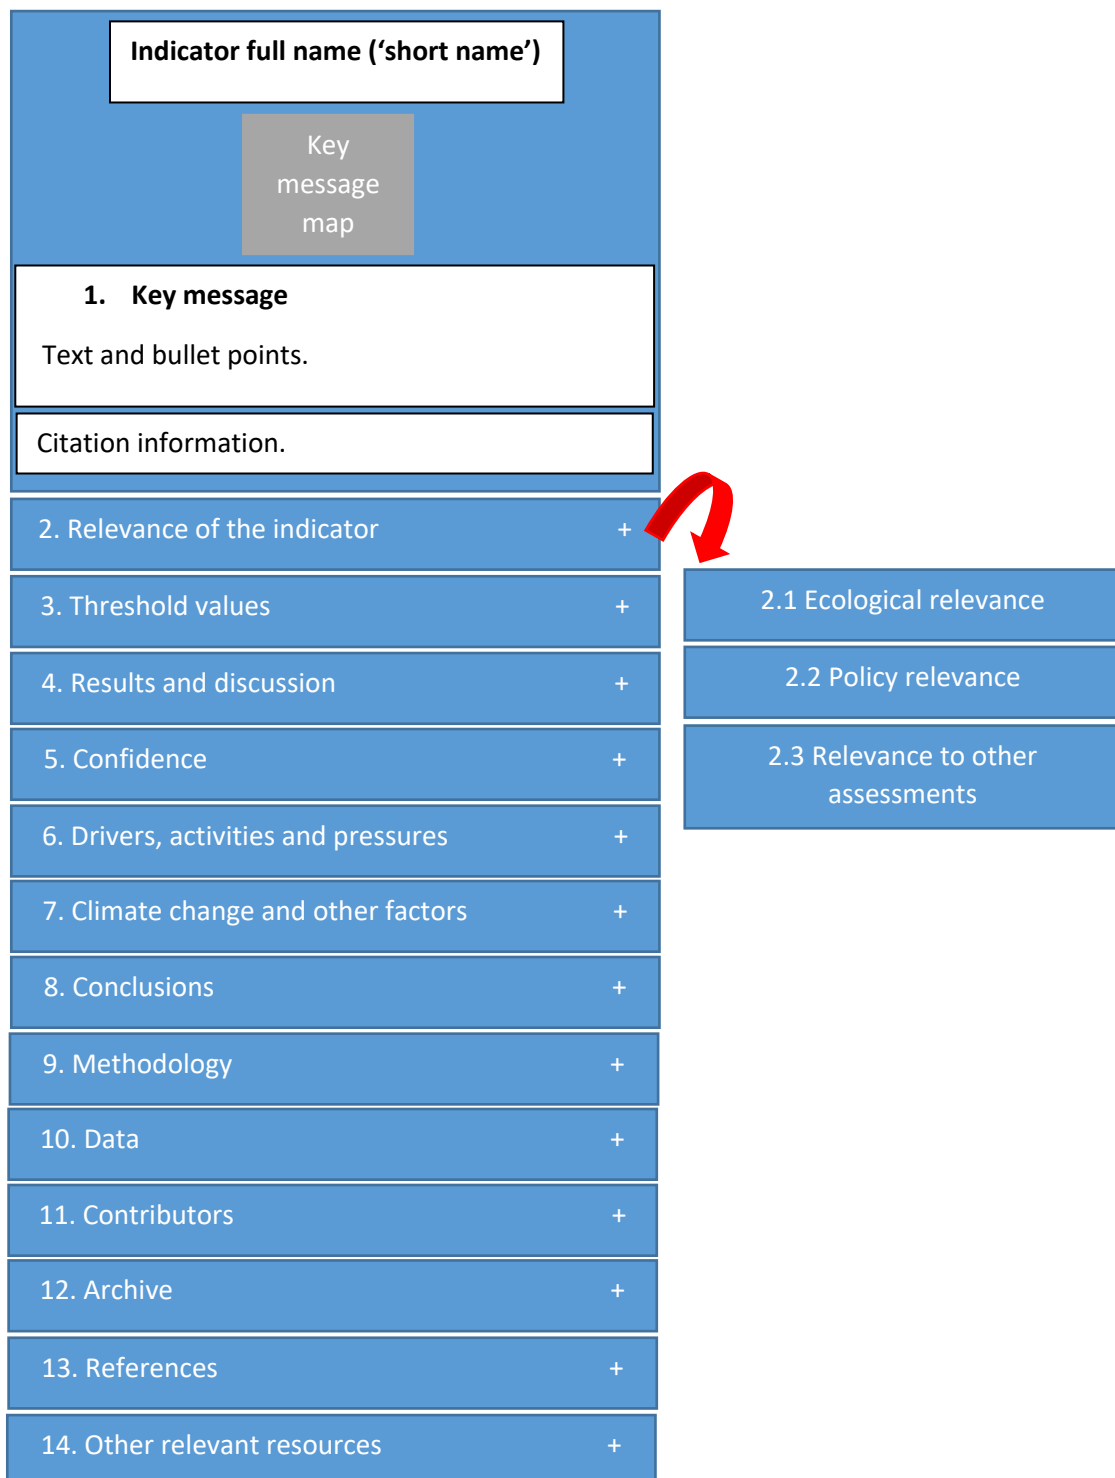 Indicator full name (‘short name’)
Key
message
map
1. Key message
Text and bullet points.
Citation information.
2. Relevance of the indicator +
3. Threshold values +
4. Results and discussion +
5. Confidence +
6. Drivers, activities and pressures +
7. Climate change and other factors +
8. Conclusions +
9. Methodology +
10. Data +
11. Contributors +
12. Archive +
13. References +
14. Other relevant resources +
2.1 Ecological relevance
2.2 Policy relevance
2.3 Relevance to other
assessments